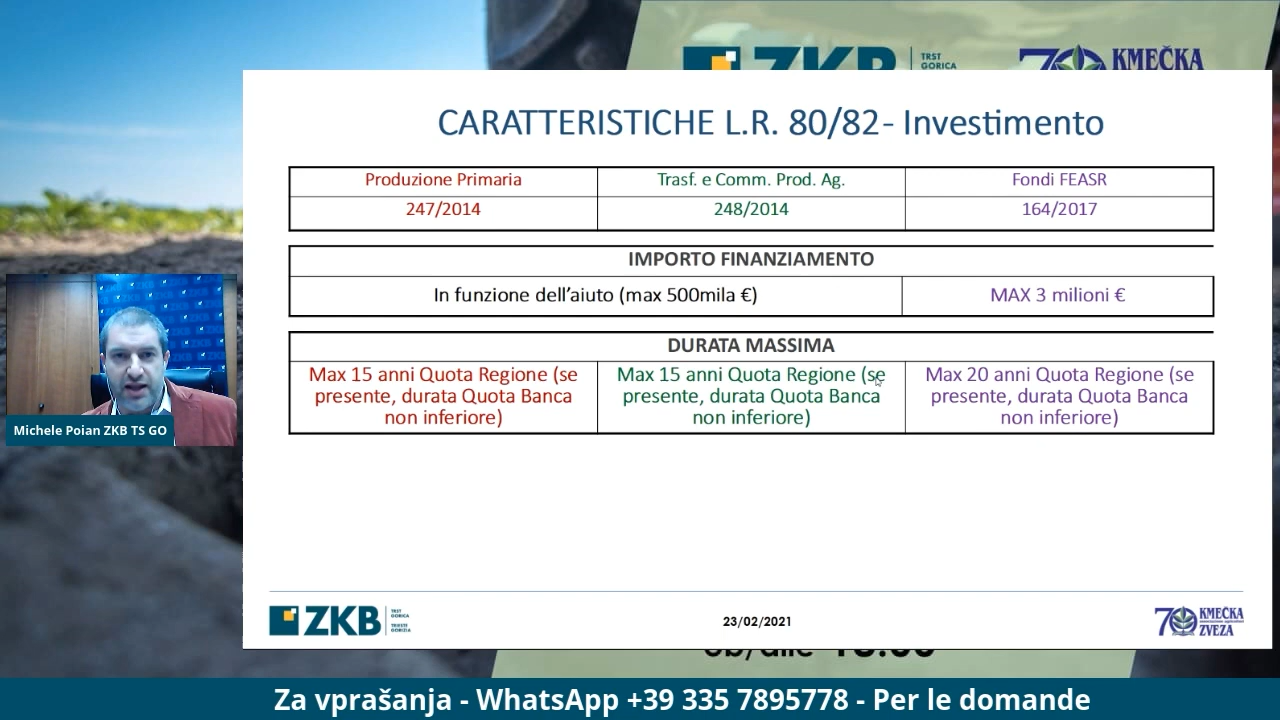 ZKB
TRST
GORICA
70 KMEČKA
CARATTERISTICHE L.R. 80/82- Investimento
Produzione Primaria
Trasf. e Comm. Prod. Ag.
Fondi FEASR
247/2014
248/2014
164/2017
IMPORTO FINANZIAMENTO
In funzione dell'aiuto (max 500mila €)
MAX 3 milioni €
DURATA MASSIMA
Max 15 anni Quota Regione (se
presente, durata Quota Banca
non inferiore)
Max 15 anni Quota Regione (se
presente, durata Quota Banca
non inferiore)
Max 20 anni Quota Regione (se
presente, durata Quota Banca
non inferiore)
Michele Poian ZKB TS GO
ZKB
TRST
GORICA
TRIESTE
GORIZIA
23/02/2021
70 KMEČKA
ZVEZA
Za vprašanja - WhatsApp +39 335 7895778 - Per le domande